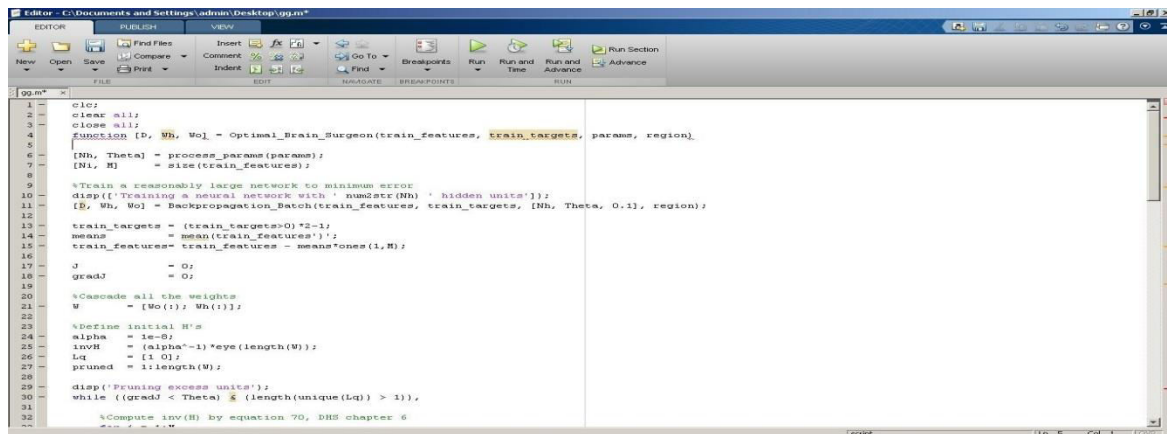 Editor - C:\Documents and Settings\admin\Desktop\gg.m*
EDITOR PUBLISH VIEW
New Open Save Find Files Compare Print
Insert fx Comment Indent
Go To Find
Breakpoints
Run Run and Time Run and Advance Run Section Advance
FILE EDIT NAVIGATE BREAKPOINTS RUN
gg.m* ×
1 clc;
2 clear all;
3 close all;
4 function [D, Wh, Wo] = Optimal_Brain_Surgeon(train_features, train_targets, params, region)
5
6 [Nh, Theta] = process_params(params);
7 [Ni, M] = size(train_features);
8
9 %Train a reasonably large network to minimum error
10 disp(['Training a neural network with ' num2str(Nh) ' hidden units']);
11 [D, Wh, Wo] = Backpropagation_Batch(train_features, train_targets, [Nh, Theta, 0.1], region);
12
13 train_targets = (train_targets>0)*2-1;
14 means = mean(train_features')';
15 train_features= train_features - means*ones(1,M);
16
17 J = 0;
18 gradJ = 0;
19
20 %Cascade all the weights
21 W = [Wo(:); Wh(:)];
22
23 %Define initial H's
24 alpha = 1e-8;
25 invH = (alpha^-1)*eye(length(W));
26 Lq = [1 0];
27 pruned = 1:length(W);
28
29 disp('Pruning excess units');
30 while ((gradJ < Theta) & (length(unique(Lq)) > 1)),
31
32 %Compute inv(H) by equation 70, DHS chapter 6
script Ln 5 Col 1